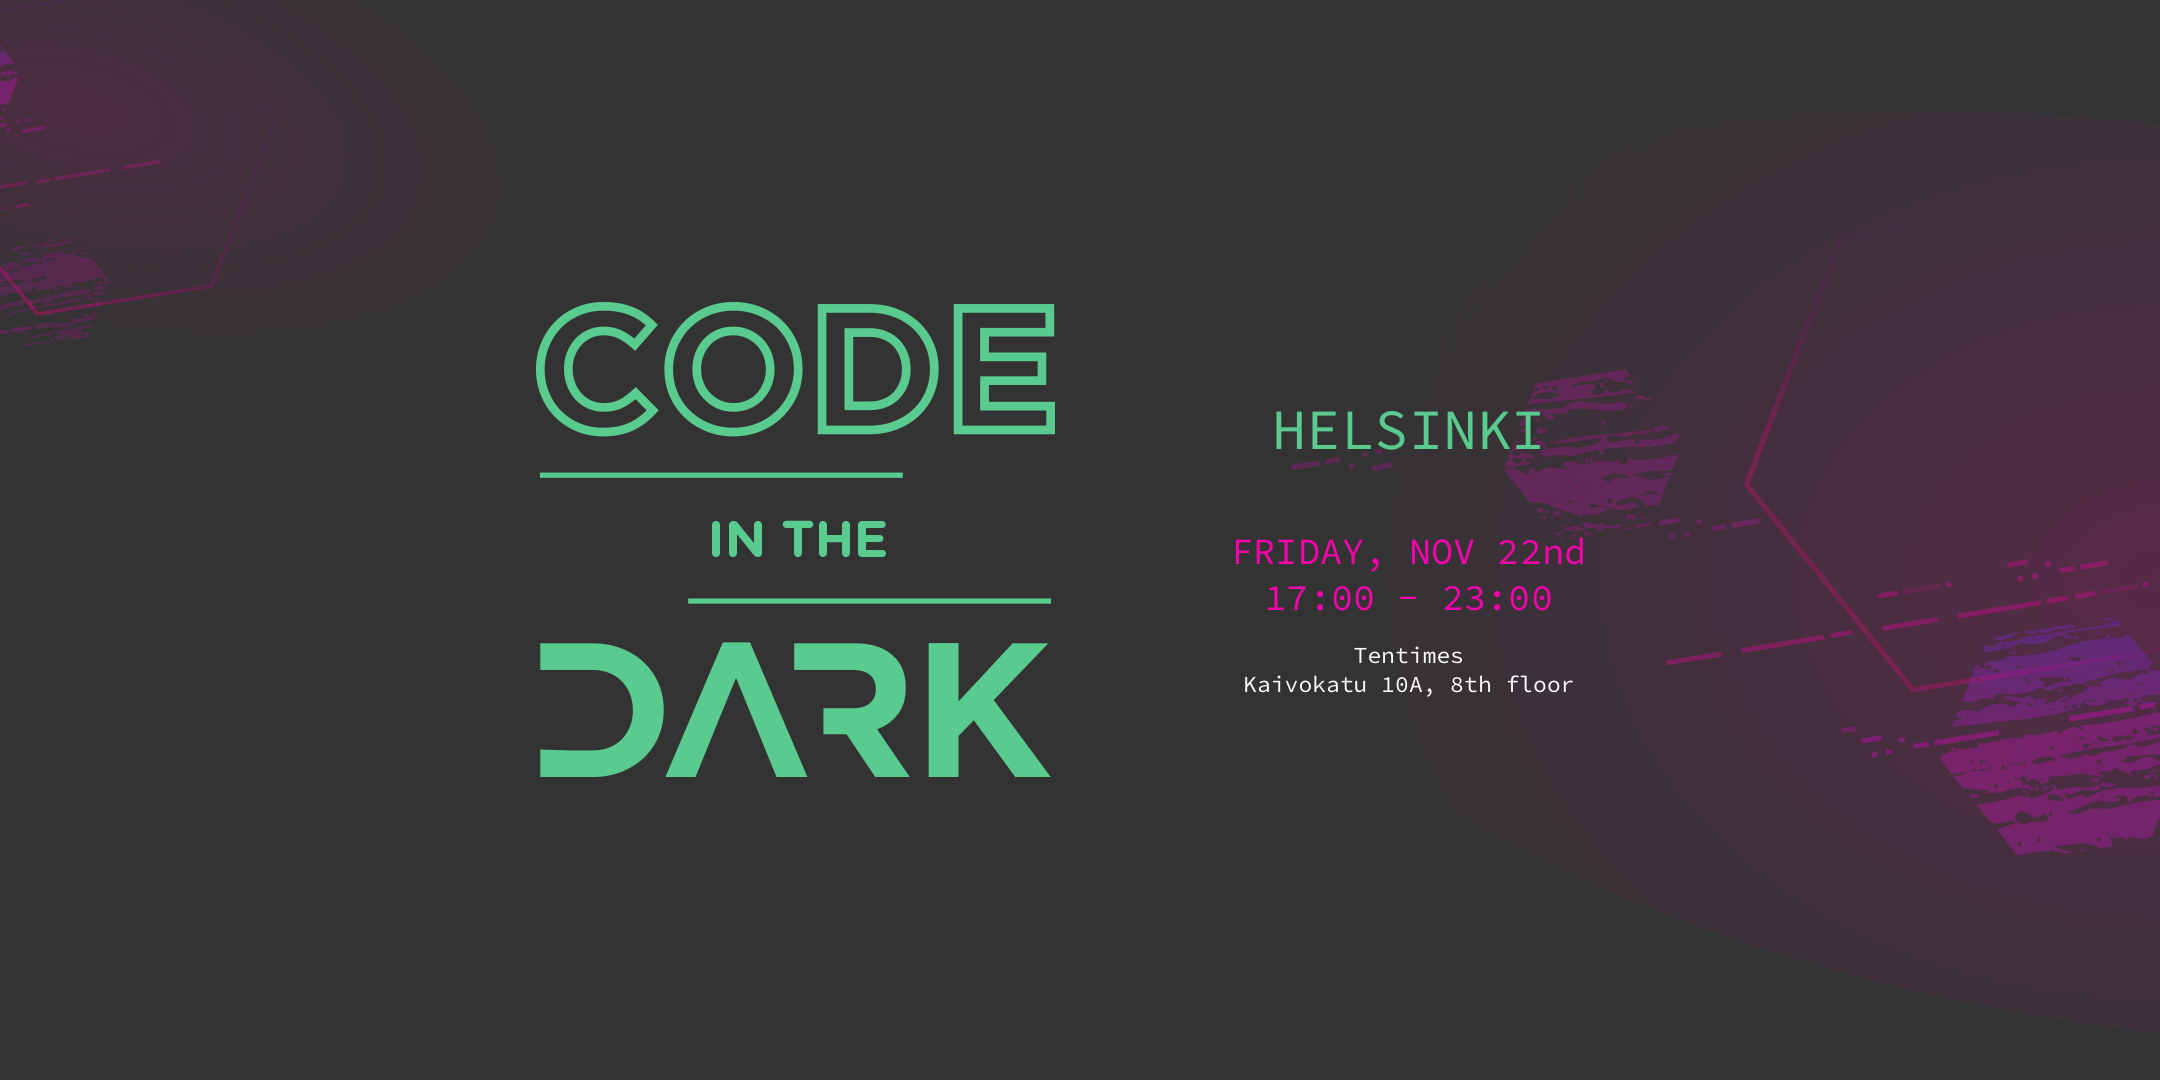 CODE
IN THE
DARK
HELSINKI
FRIDAY, NOV 22nd
17:00 - 23:00
Tentimes
Kaivokatu 10A, 8th floor